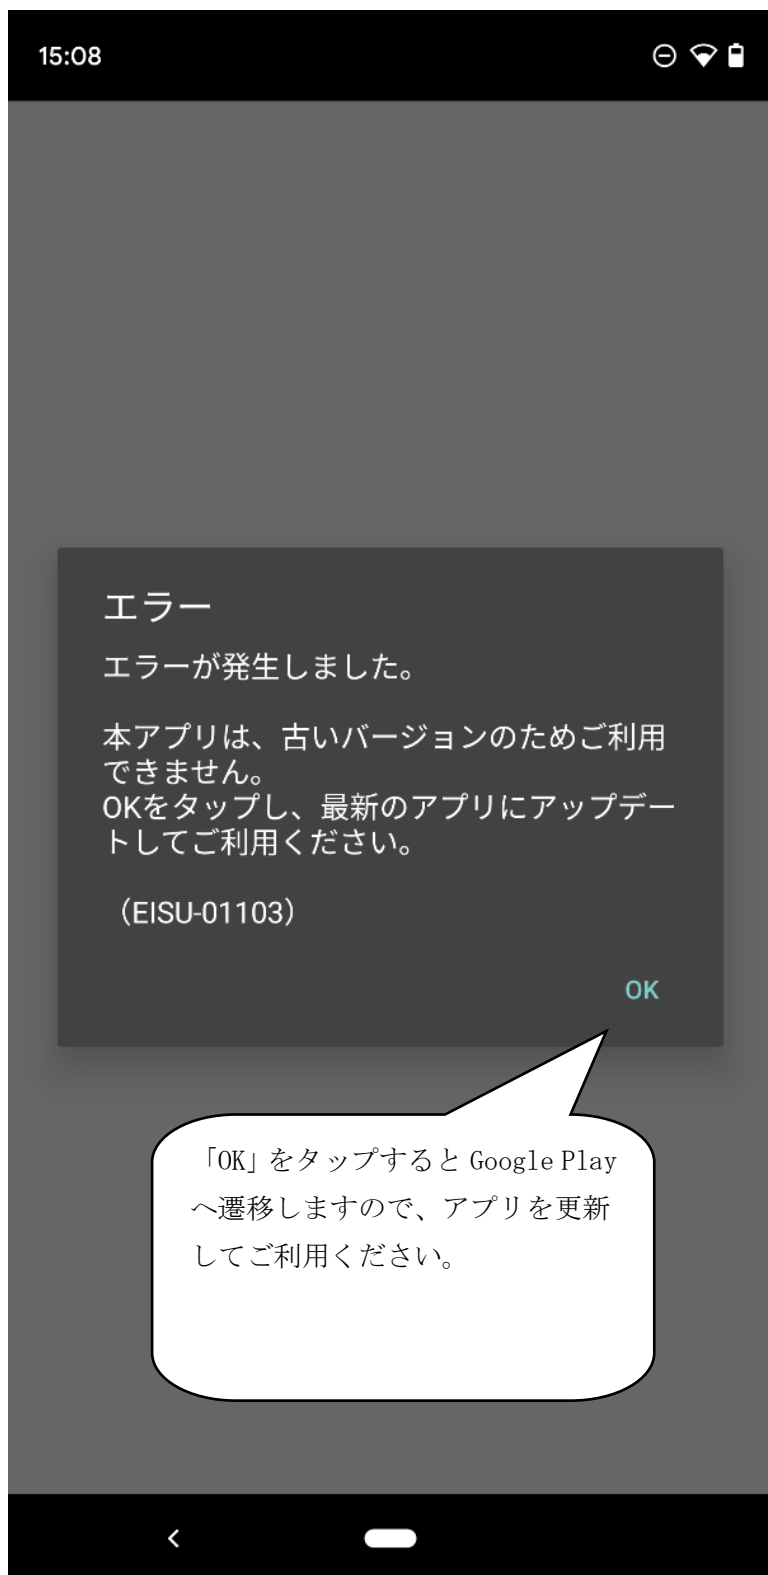 15:08
エラー
エラーが発生しました。
本アプリは、古いバージョンのためご利用
できません。
OKをタップし、最新のアプリにアップデー
トしてご利用ください。
（EISU-01103）
OK
「OK」をタップすると Google Play
へ遷移しますので、アプリを更新
してご利用ください。